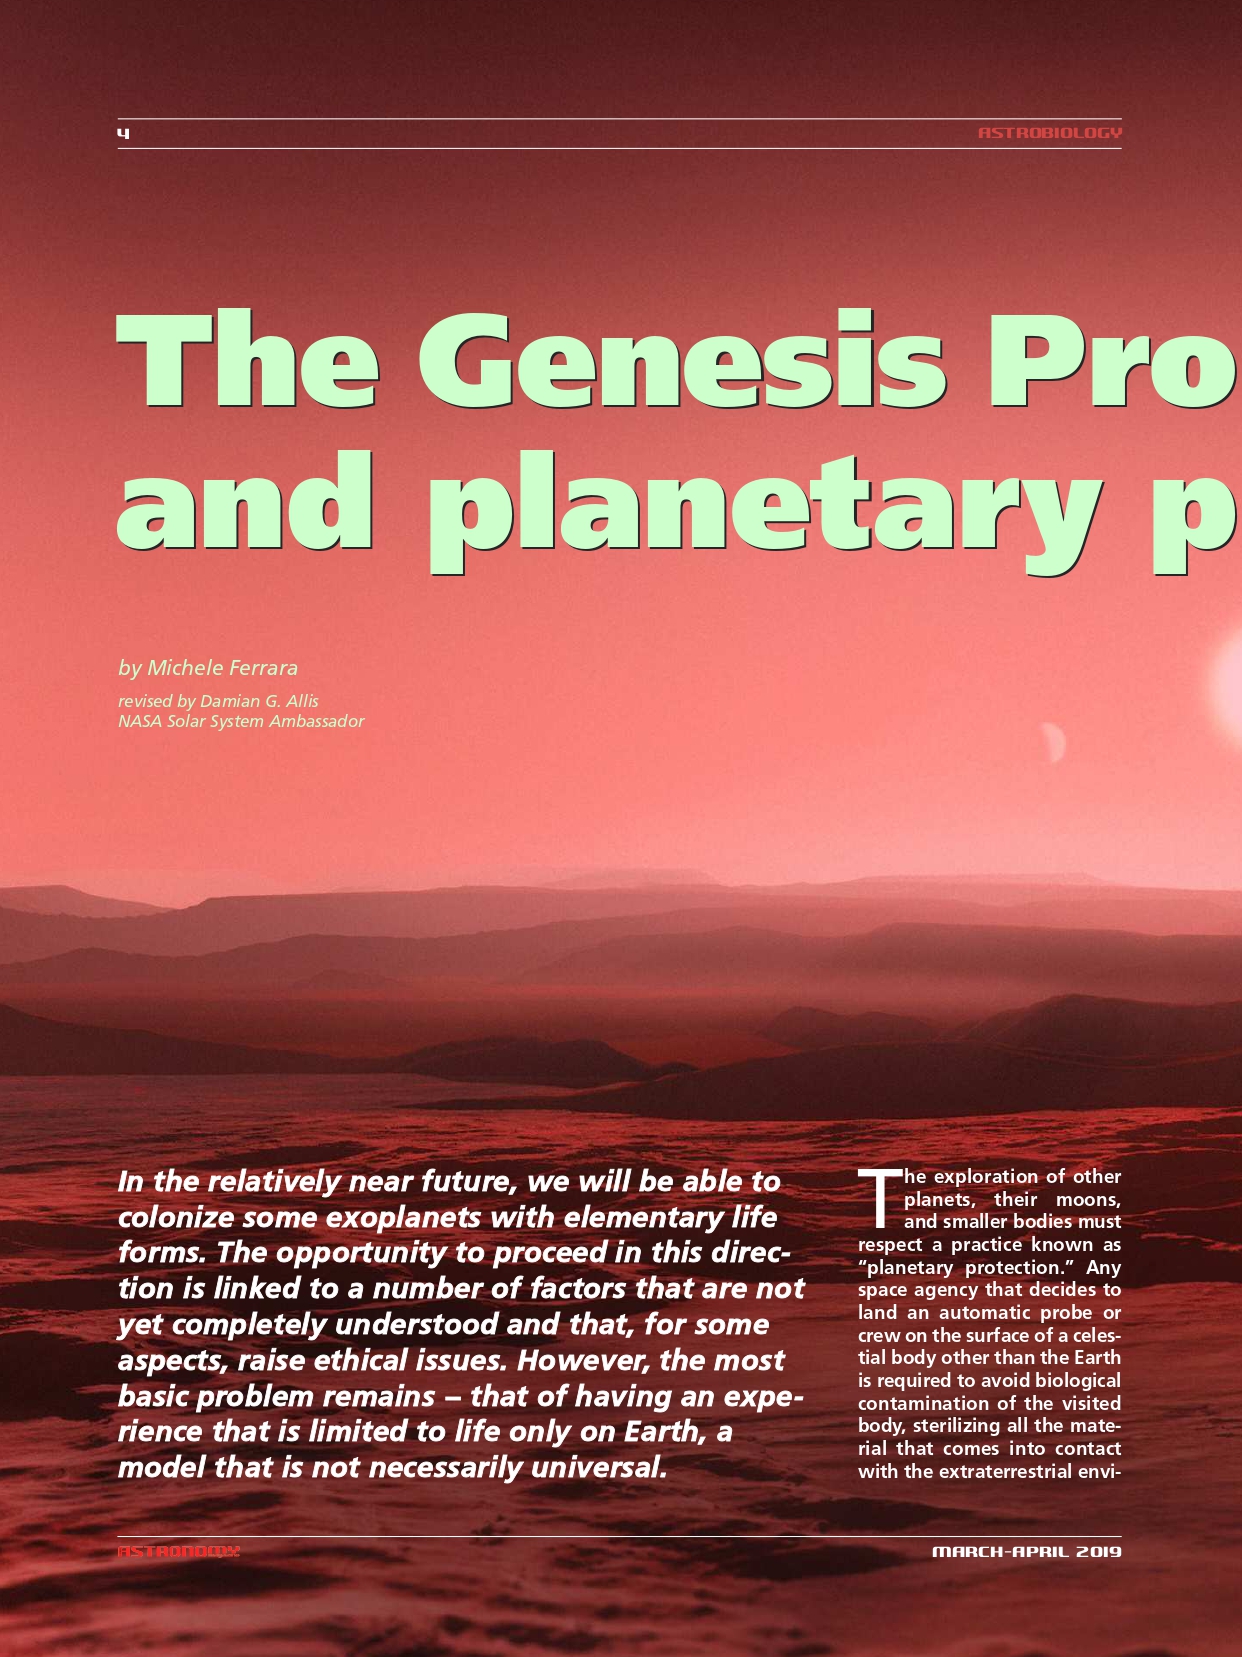 4
ASTROBIOLOGY
The Genesis Pro
and planetary p
by Michele Ferrara
revised by Damian G. Allis
NASA Solar System Ambassador
In the relatively near future, we will be able to
colonize some exoplanets with elementary life
forms. The opportunity to proceed in this direc-
tion is linked to a number of factors that are not
yet completely understood and that, for some
aspects, raise ethical issues. However, the most
basic problem remains – that of having an expe-
rience that is limited to life only on Earth, a
model that is not necessarily universal.
The exploration of other
planets, their moons,
and smaller bodies must
respect a practice known as
“planetary protection.” Any
space agency that decides to
land an automatic probe or
crew on the surface of a celes-
tial body other than the Earth
is required to avoid biological
contamination of the visited
body, sterilizing all the mate-
rial that comes into contact
with the extraterrestrial envi-
MARCH-APRIL 2019